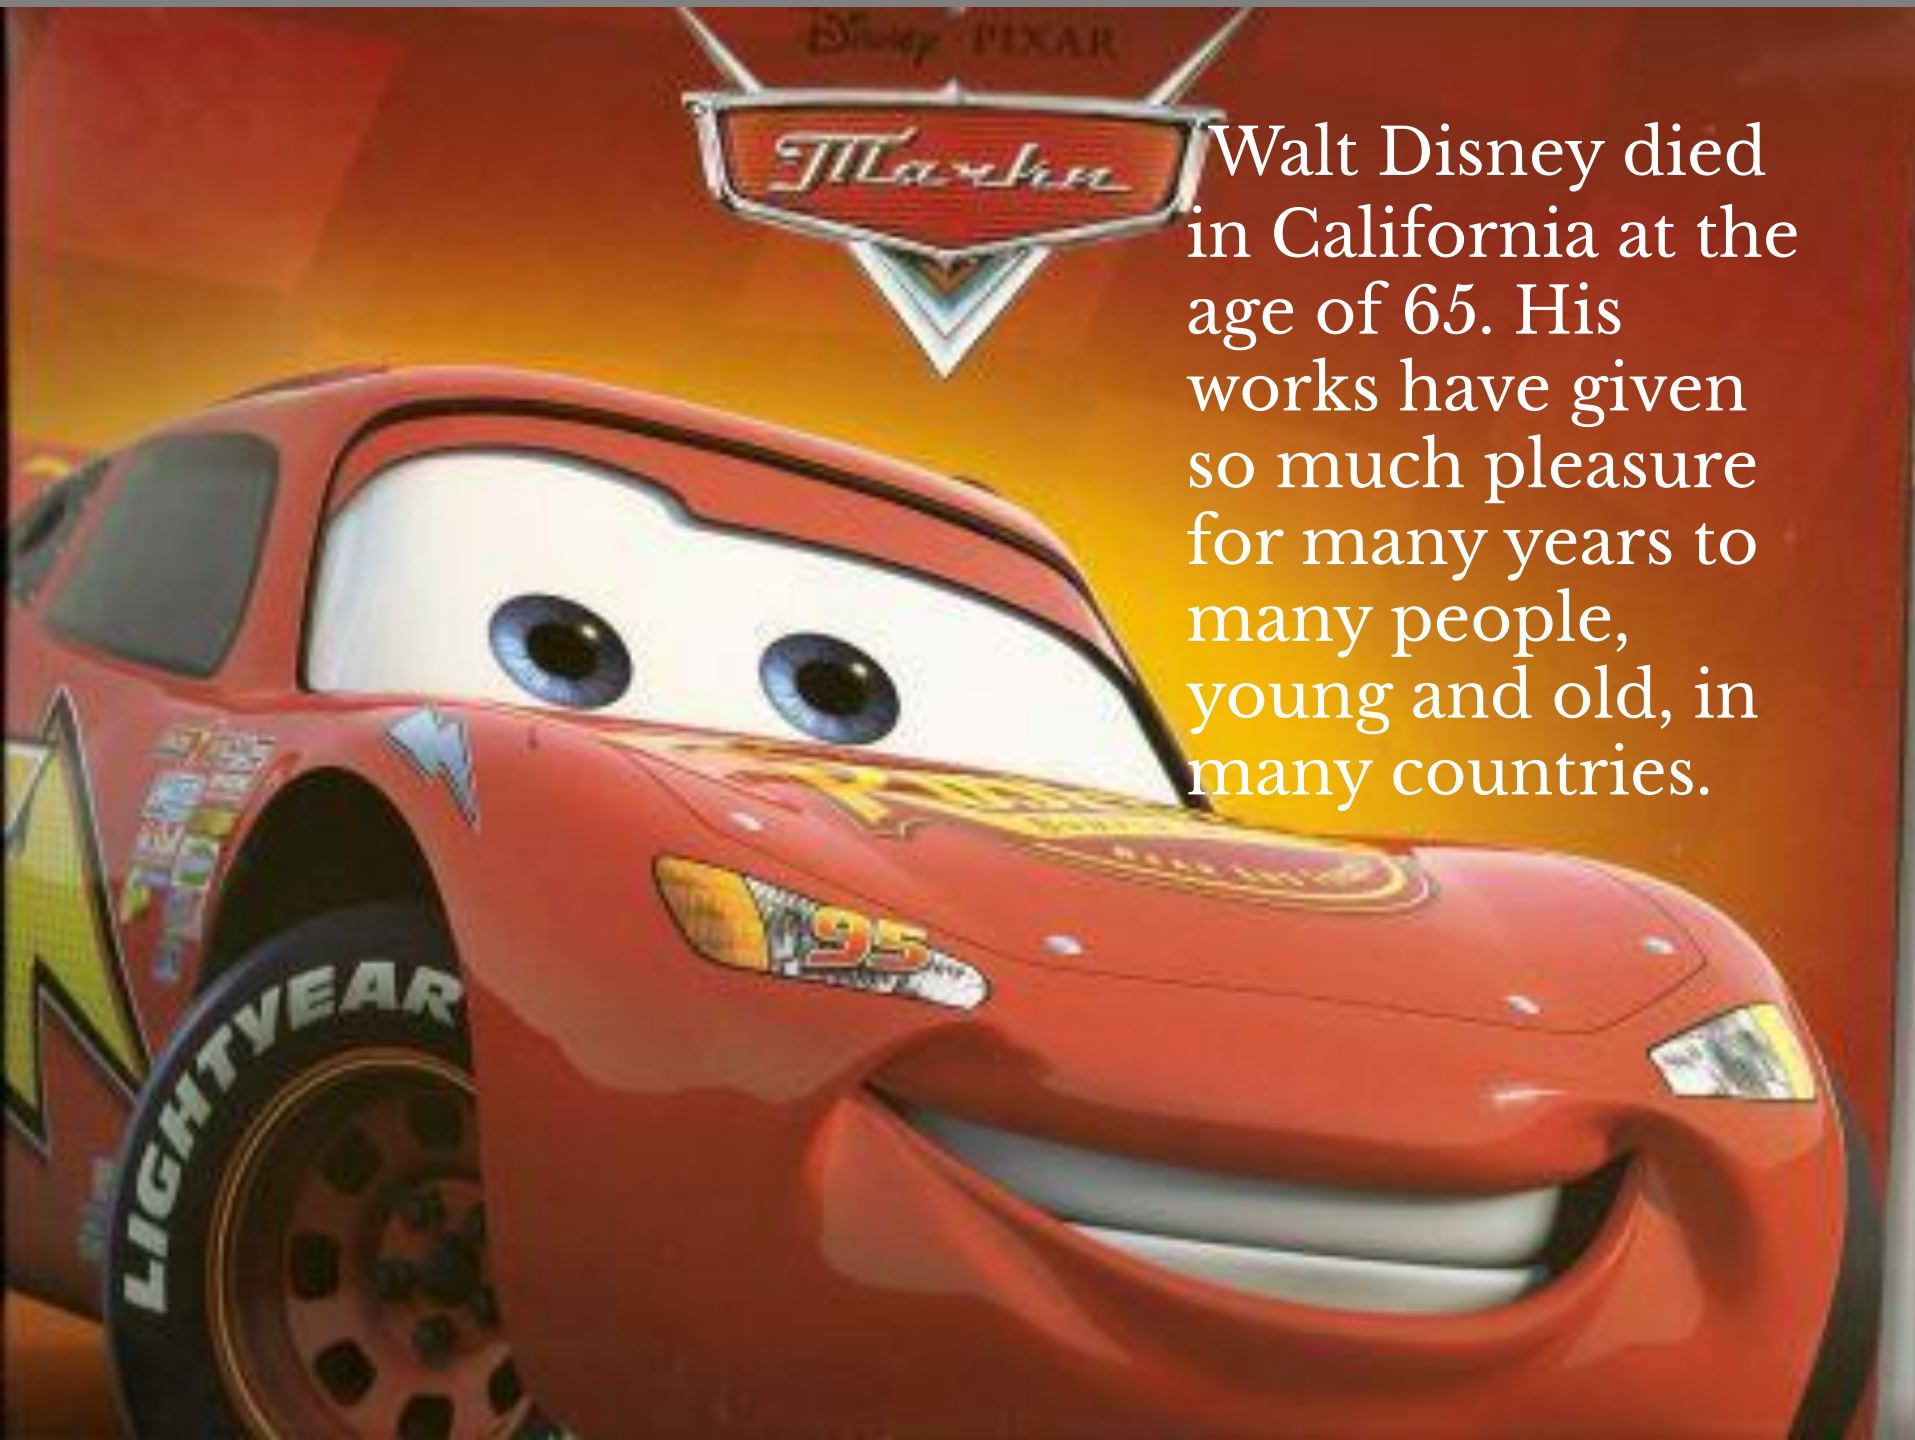 Disney PIXAR
Тачки
Walt Disney died
in California at the
age of 65. His
works have given
so much pleasure
for many years to
many people,
young and old, in
many countries.
95
LIGHTYEAR